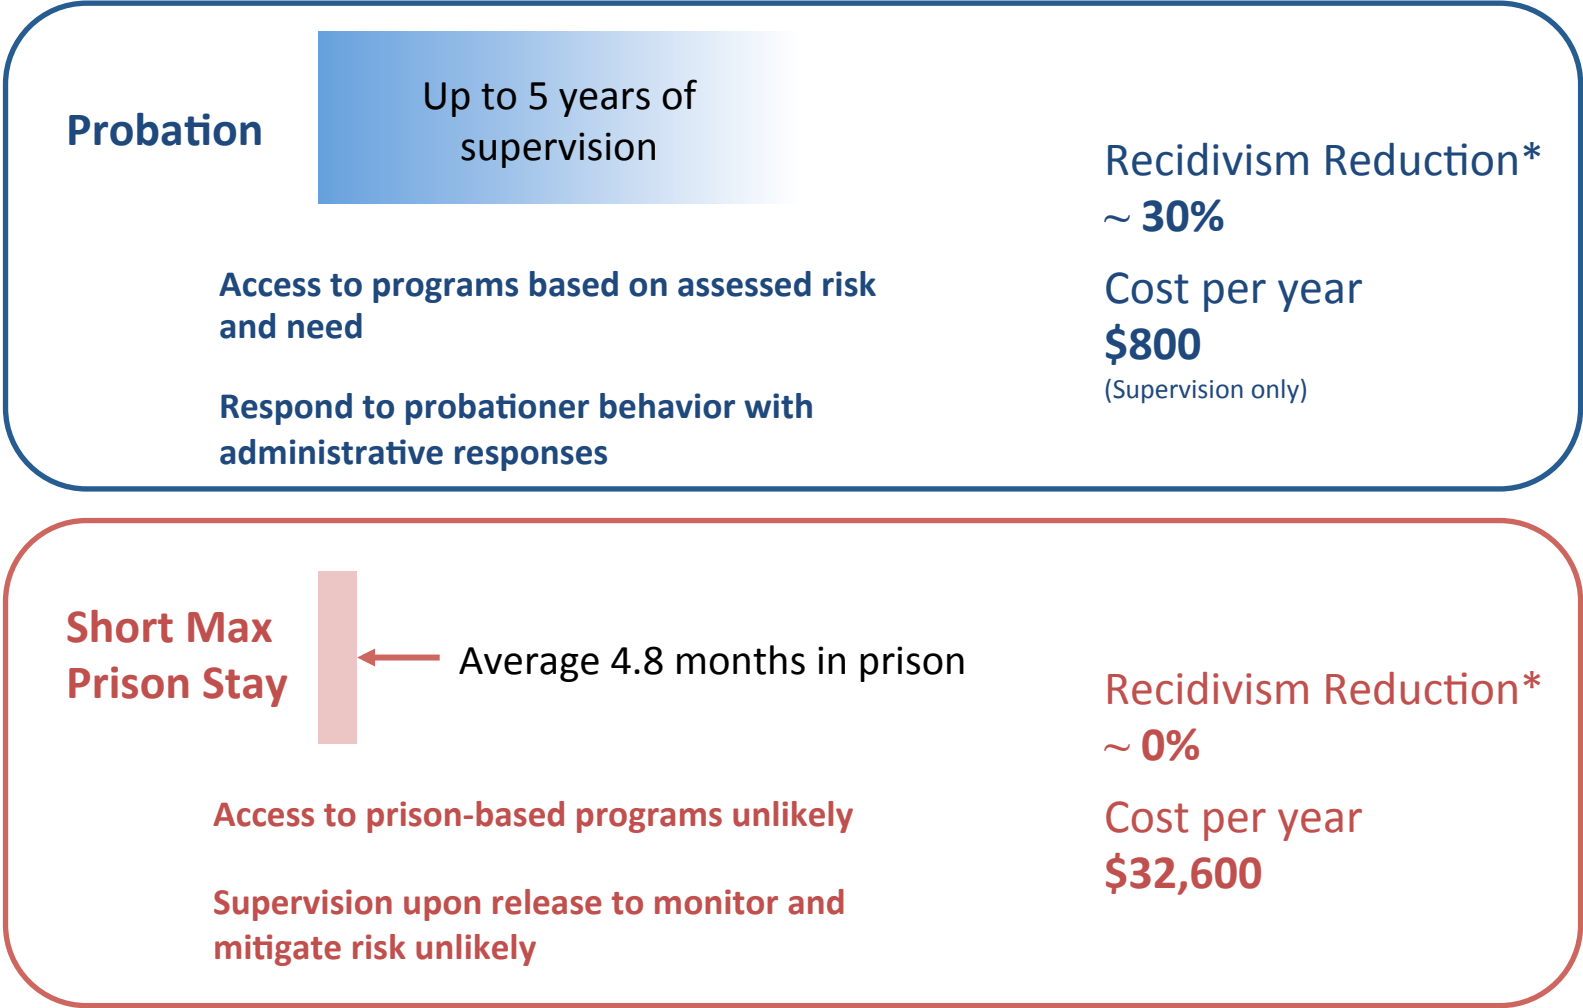 Probation
Up to 5 years of
supervision
Access to programs based on assessed risk
and need
Respond to probationer behavior with
administrative responses
Recidivism Reduction*
~ 30%
Cost per year
$800
(Supervision only)
Short Max
Prison Stay
Average 4.8 months in prison
Access to prison-based programs unlikely
Supervision upon release to monitor and
mitigate risk unlikely
Recidivism Reduction*
~ 0%
Cost per year
$32,600